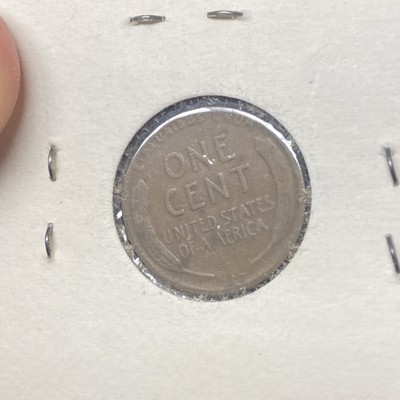 ONE
CENT
UNITED STATES
OF AMERICA